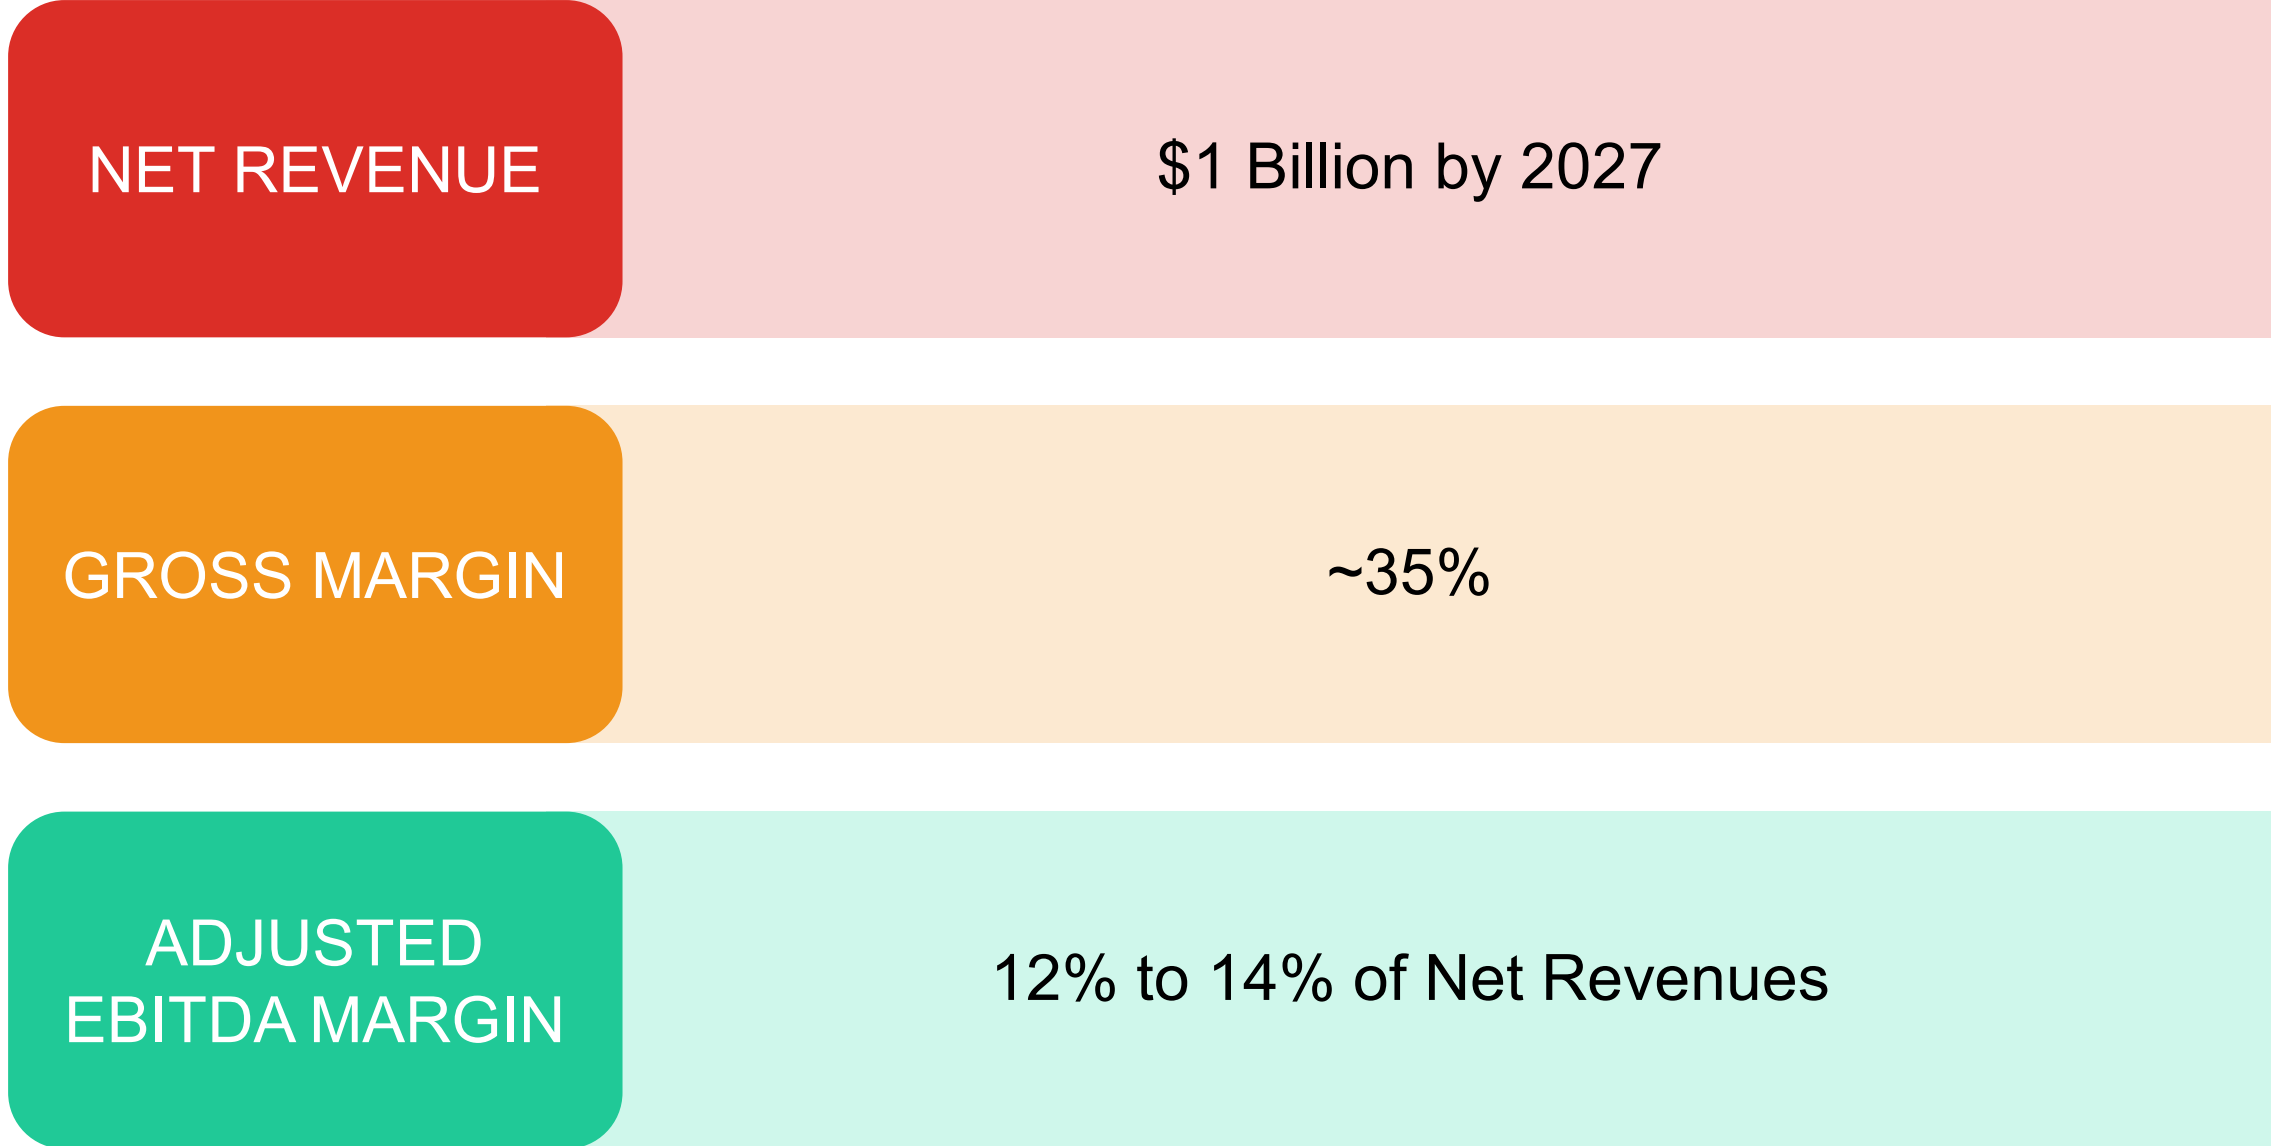 NET REVENUE
$1 Billion by 2027
GROSS MARGIN
~35%
ADJUSTED
EBITDA MARGIN
12% to 14% of Net Revenues